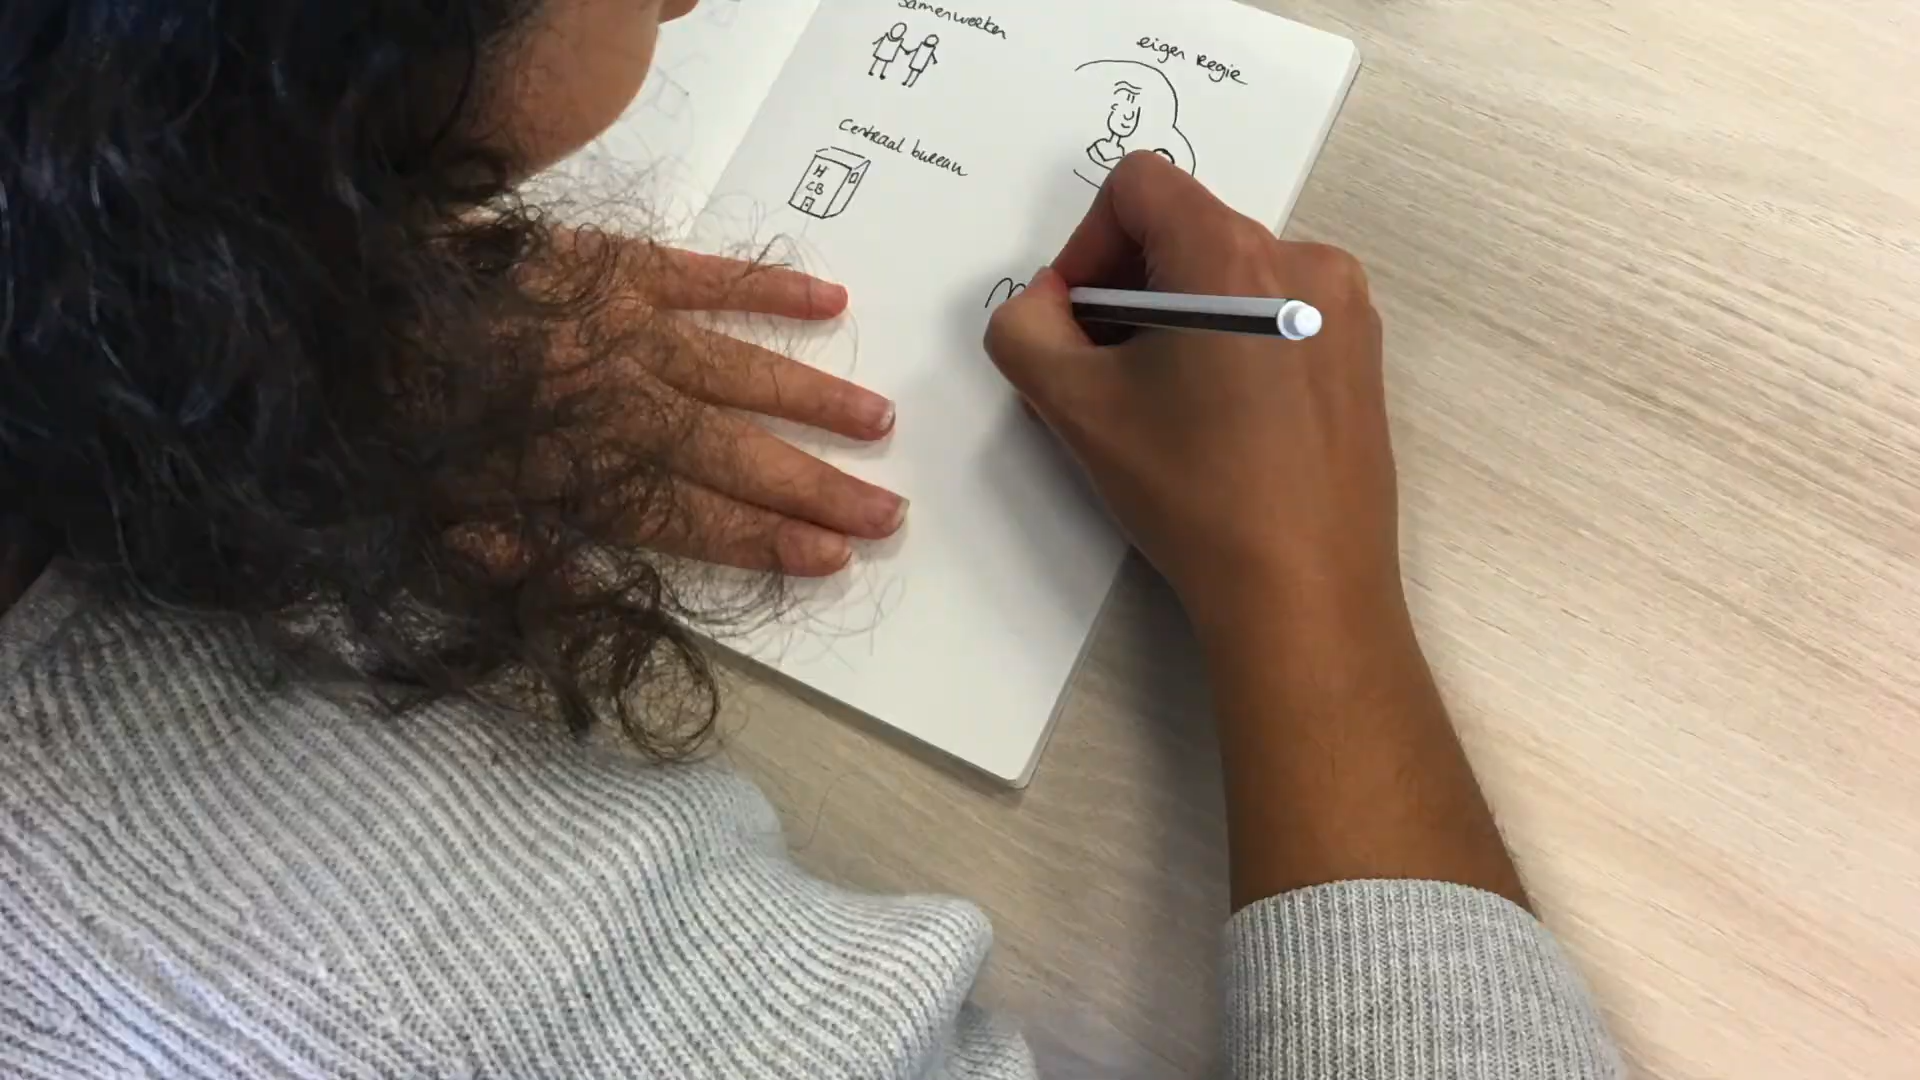 samenwerken
eigen regie
centraal bureau
H
CB